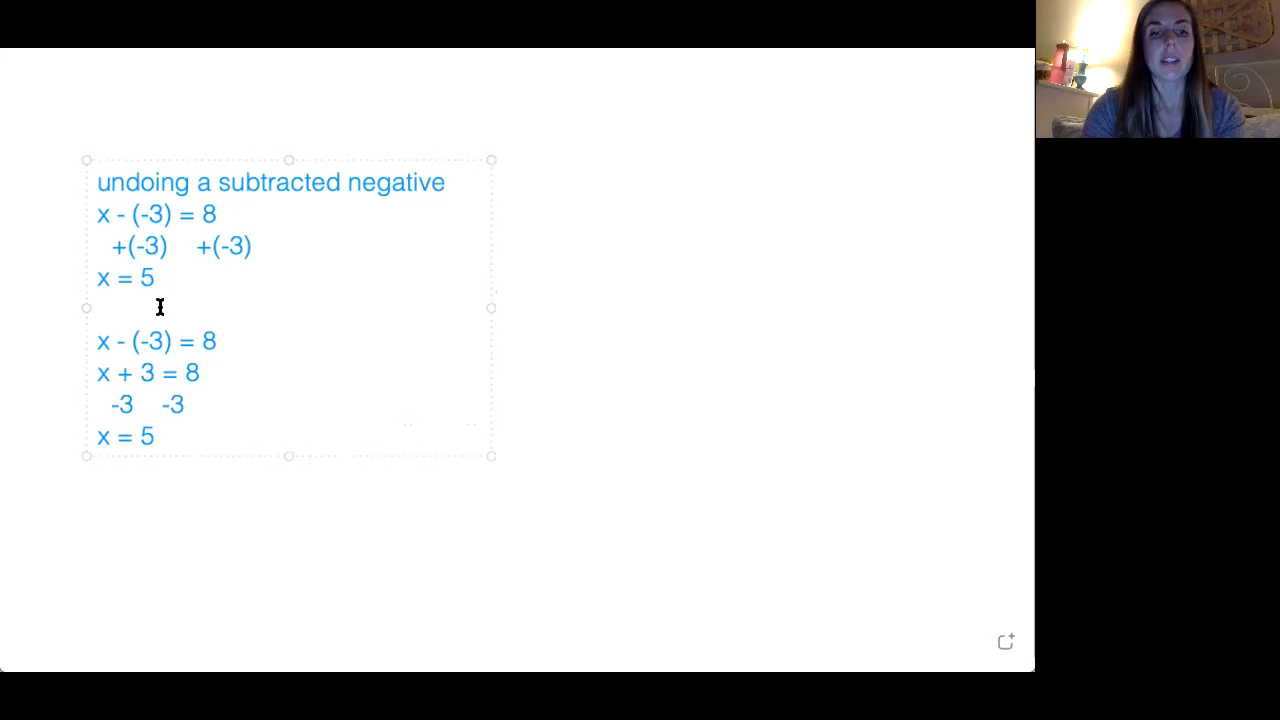 undoing a subtracted negative
x - (-3) = 8
+(-3) +(-3)
x = 5
x - (-3) = 8
x + 3 = 8
-3 -3
x = 5